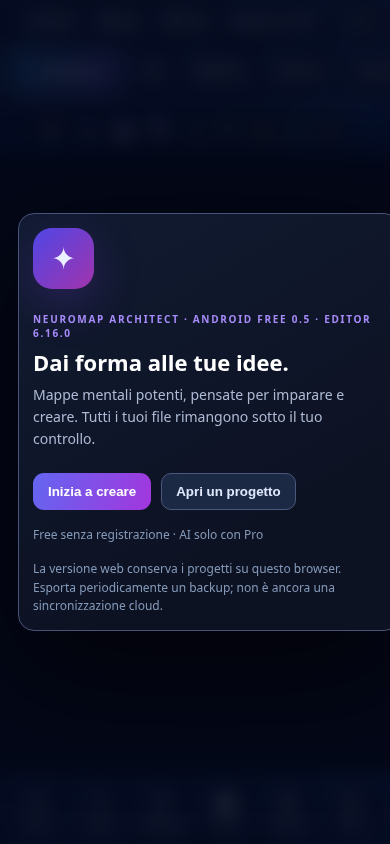 NEUROMAP ARCHITECT · ANDROID FREE 0.5 · EDITOR
6.16.0
Dai forma alle tue idee.
Mappe mentali potenti, pensate per imparare e
creare. Tutti i tuoi file rimangono sotto il tuo
controllo.
Inizia a creare
Apri un progetto
Free senza registrazione · AI solo con Pro
La versione web conserva i progetti su questo browser.
Esporta periodicamente un backup; non è ancora una
sincronizzazione cloud.